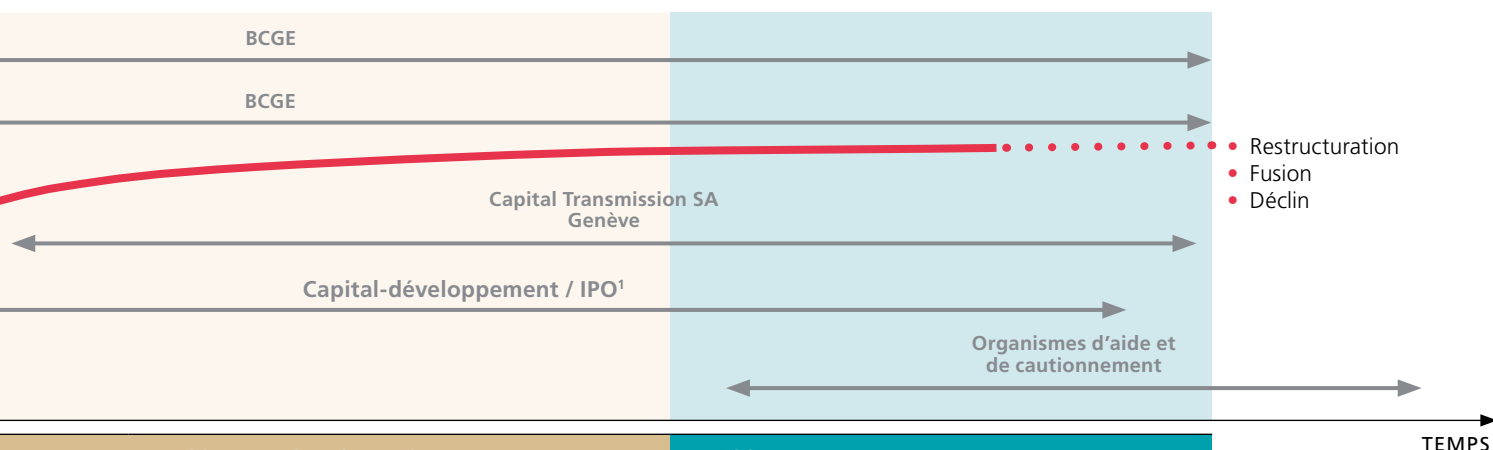 BCGE
BCGE
• Restructuration
• Fusion
• Déclin
Capital Transmission SA
Genève
Capital-développement / IPO¹
Organismes d’aide et
de cautionnement
TEMPS